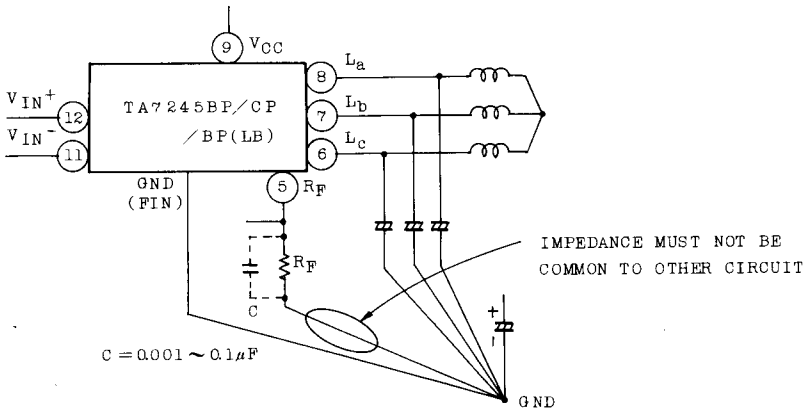 9 VCC
8 La
VIN+ 12
TA7245BP/CP
7 Lb
/BP(LB)
VIN- 11
6 Lc
GND
(FIN)
5 RF
RF
IMPEDANCE MUST NOT BE
COMMON TO OTHER CIRCUIT
C
+
-
C=0.001~0.1μF
GND